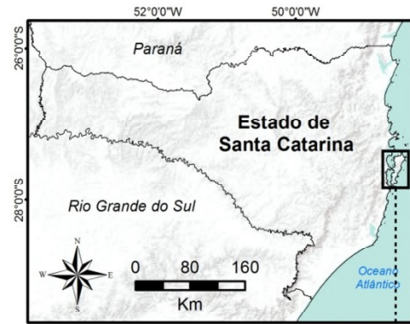 52°0'0"W
50°0'0"W
26°0'0"S
Paraná
Estado de
Santa Catarina
28°0'0"S
Rio Grande do Sul
N
W
E
S
0 80 160
Km
Oceano
Atlântico